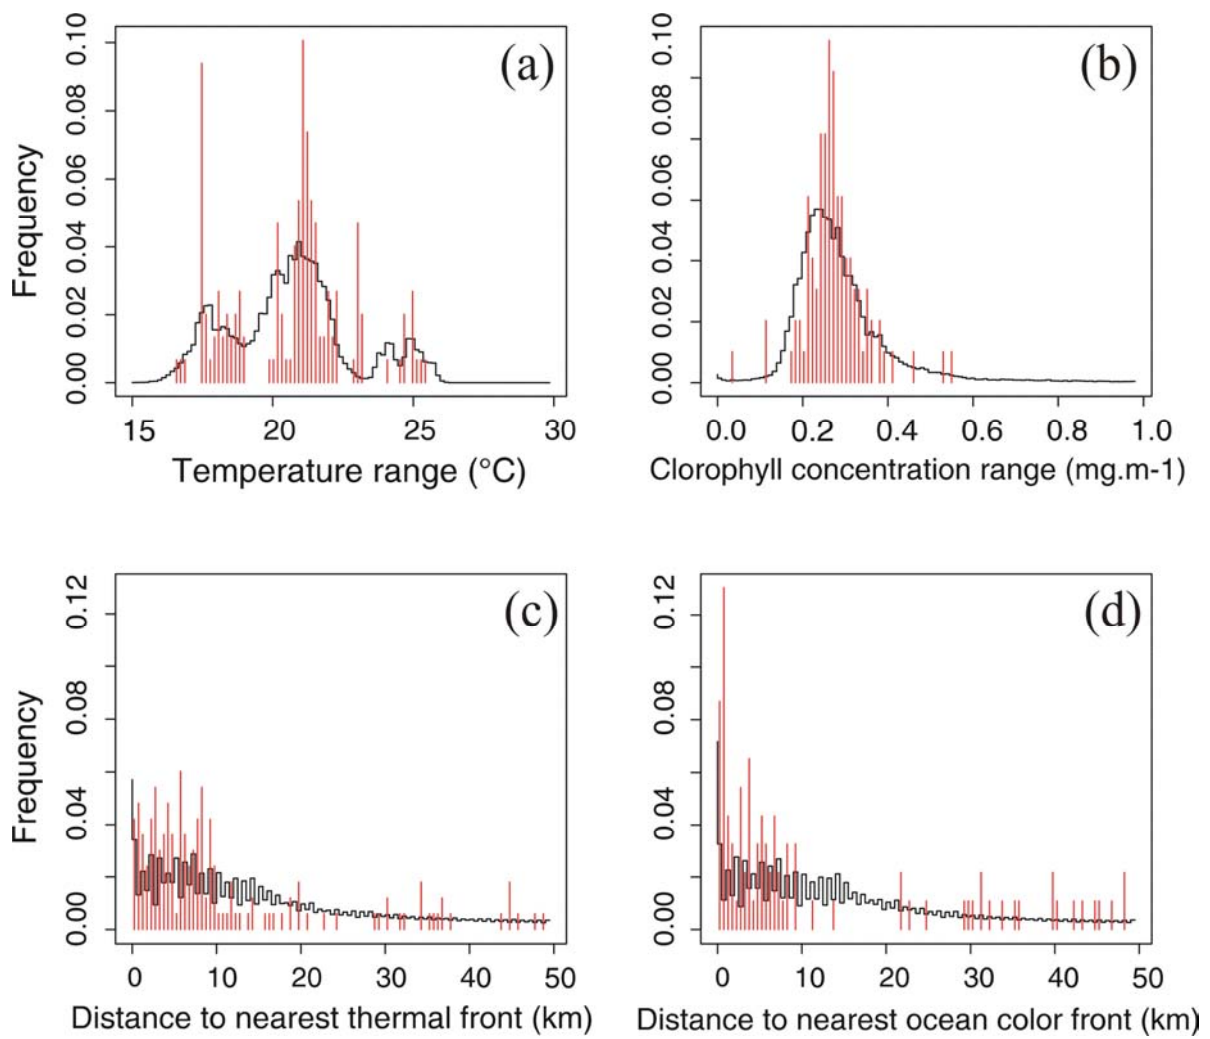 (a)
Frequency
0.00 0.02 0.04 0.06 0.08 0.10
15 20 25 30
Temperature range (°C)
(b)
0.00 0.02 0.04 0.06 0.08 0.10
0.0 0.2 0.4 0.6 0.8 1.0
Clorophyll concentration range (mg.m-1)
(c)
Frequency
0.00 0.04 0.08 0.12
0 10 20 30 40 50
Distance to nearest thermal front (km)
(d)
0.00 0.04 0.08 0.12
0 10 20 30 40 50
Distance to nearest ocean color front (km)